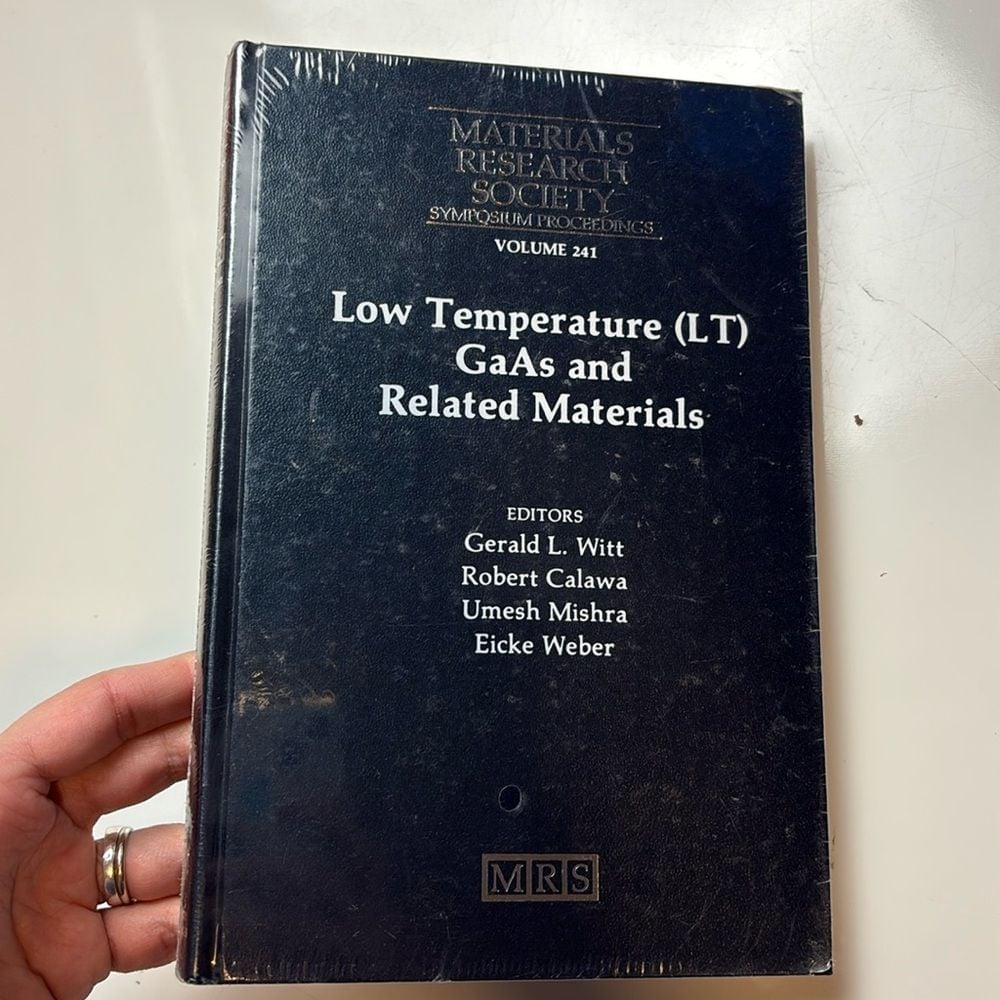 MATERIALS
RESEARCH
SOCIETY
SYMPOSIUM PROCEEDINGS
VOLUME 241
Low Temperature (LT)
GaAs and
Related Materials
EDITORS
Gerald L. Witt
Robert Calawa
Umesh Mishra
Eicke Weber
MRS